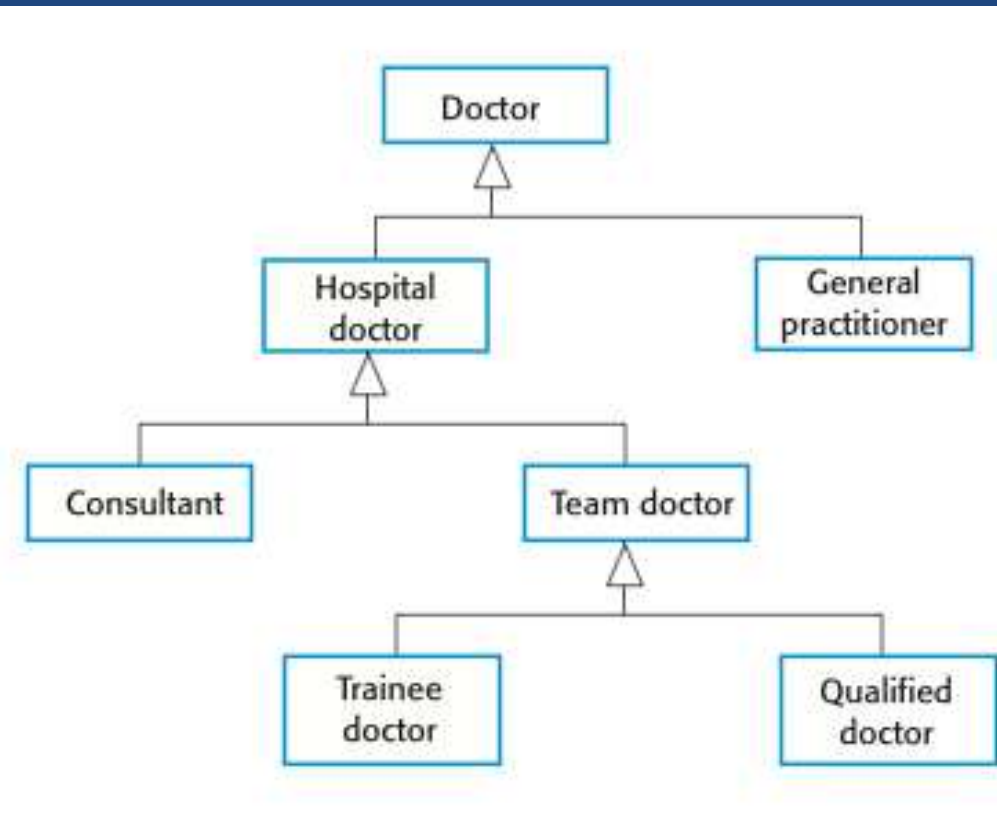 Doctor
Hospital
doctor
General
practitioner
Consultant
Team doctor
Trainee
doctor
Qualified
doctor